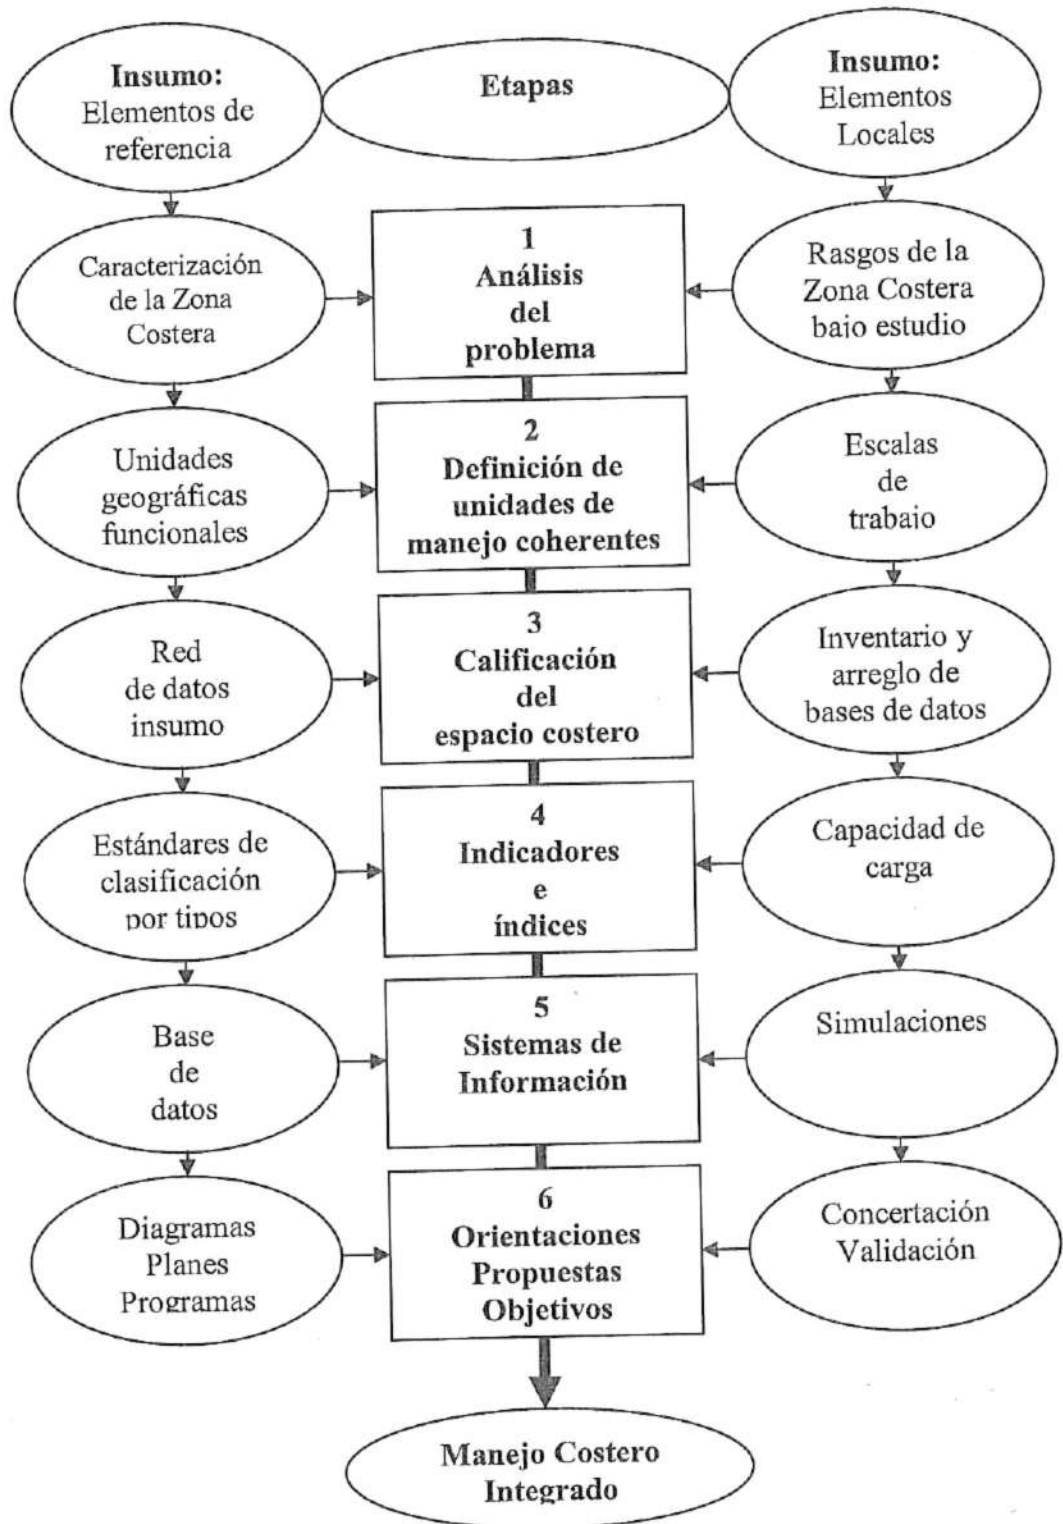 Insumo:
Elementos de
referencia
Etapas
Insumo:
Elementos
Locales
Caracterización
de la Zona
Costera
1
Análisis
del
problema
Rasgos de la
Zona Costera
bajo estudio
Unidades
geográficas
funcionales
2
Definición de
unidades de
manejo coherentes
Escalas
de
trabajo
Red
de datos
insumo
3
Calificación
del
espacio costero
Inventario y
arreglo de
bases de datos
Estándares de
clasificación
por tipos
4
Indicadores
e
índices
Capacidad de
carga
Base
de
datos
5
Sistemas de
Información
Simulaciones
Diagramas
Planes
Programas
6
Orientaciones
Propuestas
Objetivos
Concertación
Validación
Manejo Costero
Integrado